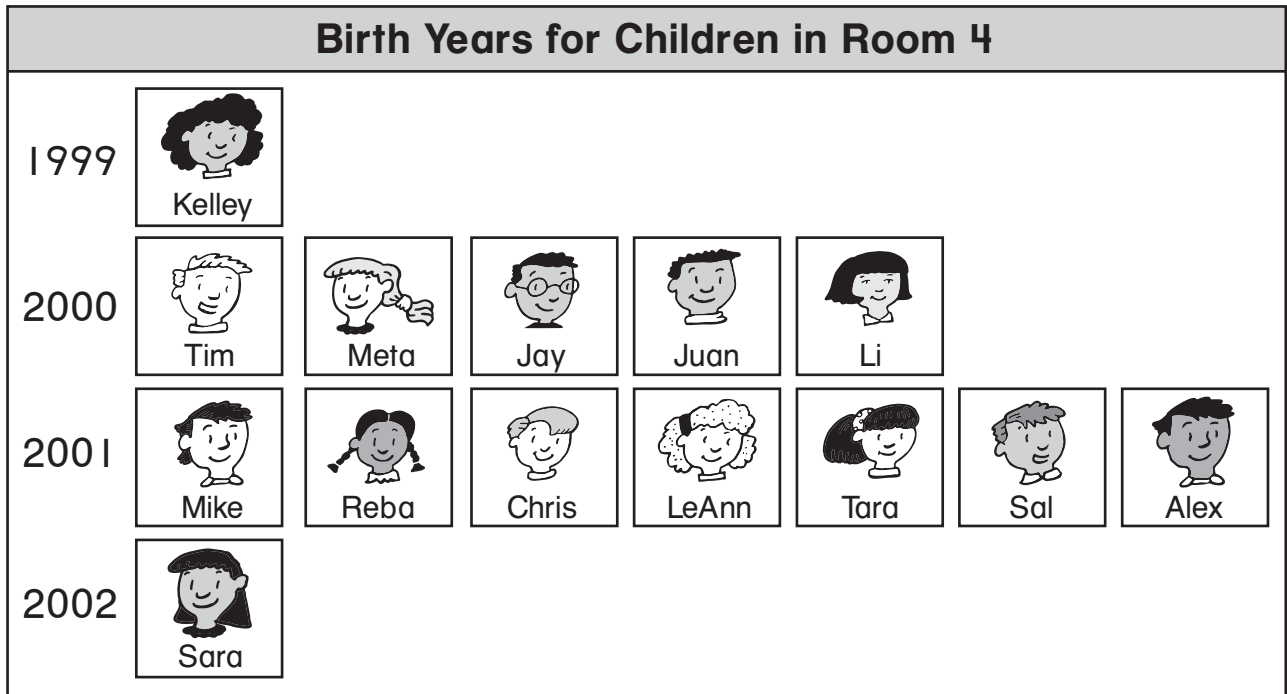 Birth Years for Children in Room 4
1999
Kelley
2000
Tim Meta Jay Juan Li
2001
Mike Reba Chris LeAnn Tara Sal Alex
2002
Sara